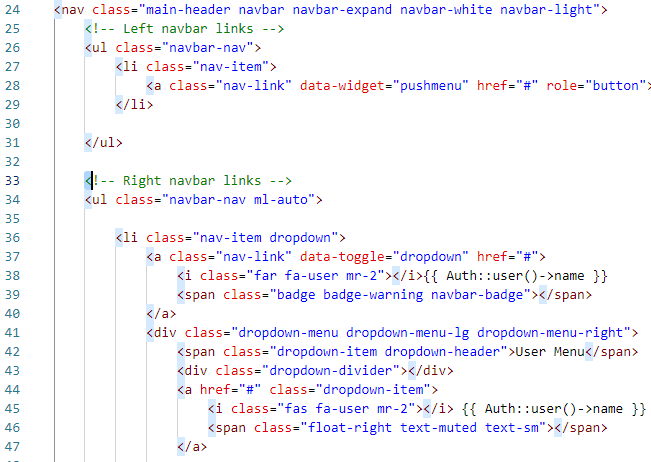 24 <nav class="main-header navbar navbar-expand navbar-white navbar-light">
25 <!-- Left navbar links -->
26 <ul class="navbar-nav">
27 <li class="nav-item">
28 <a class="nav-link" data-widget="pushmenu" href="#" role="button">
29 </li>
30
31 </ul>
32
33 <!-- Right navbar links -->
34 <ul class="navbar-nav ml-auto">
35
36 <li class="nav-item dropdown">
37 <a class="nav-link" data-toggle="dropdown" href="#">
38 <i class="far fa-user mr-2"></i>{{ Auth::user()->name }}
39 <span class="badge badge-warning navbar-badge"></span>
40 </a>
41 <div class="dropdown-menu dropdown-menu-lg dropdown-menu-right">
42 <span class="dropdown-item dropdown-header">User Menu</span>
43 <div class="dropdown-divider"></div>
44 <a href="#" class="dropdown-item">
45 <i class="fas fa-user mr-2"></i> {{ Auth::user()->name }}
46 <span class="float-right text-muted text-sm"></span>
47 </a>